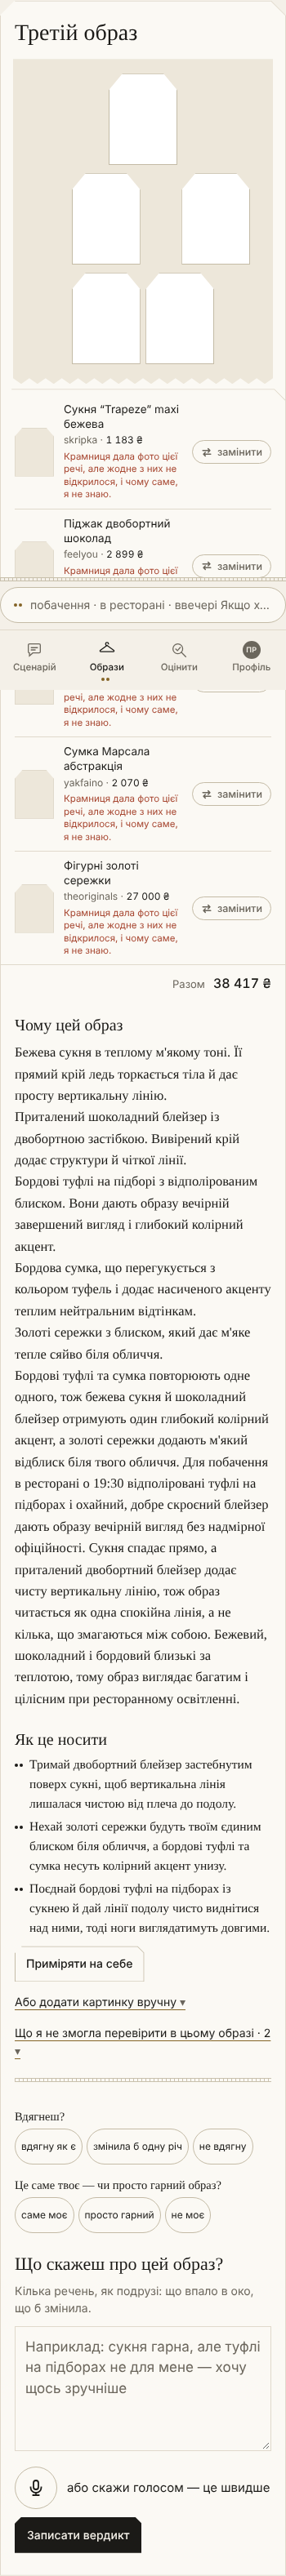 Третій образ
Сукня “Trapeze” maxi
бежева
skripka · 1 183 ₴
Крамниця дала фото цієї
речі, але жодне з них не
відкрилося, і чому саме,
я не знаю.
замінити
Піджак двобортний
шоколад
feelyou · 2 899 ₴
Крамниця дала фото цієї
замінити
побачення · в ресторані · ввечері Якщо х...
Сценарій
Образи
Оцінити
ПР
Профіль
речі, але жодне з них не
відкрилося, і чому саме,
я не знаю.
Сумка Марсала
абстракція
yakfaino · 2 070 ₴
Крамниця дала фото цієї
речі, але жодне з них не
відкрилося, і чому саме,
я не знаю.
замінити
Фігурні золоті
сережки
theoriginals · 27 000 ₴
Крамниця дала фото цієї
речі, але жодне з них не
відкрилося, і чому саме,
я не знаю.
замінити
Разом 38 417 ₴
Чому цей образ
Бежева сукня в теплому м'якому тоні. Її
прямий крій ледь торкається тіла й дає
просту вертикальну лінію.
Приталений шоколадний блейзер із
двобортною застібкою. Вивірений крій
додає структури й чіткої лінії.
Бордові туфлі на підборі з відполірованим
блиском. Вони дають образу вечірній
завершений вигляд і глибокий колірний
акцент.
Бордова сумка, що перегукується з
кольором туфель і додає насиченого акценту
теплим нейтральним відтінкам.
Золоті сережки з блиском, який дає м'яке
тепле сяйво біля обличчя.
Бордові туфлі та сумка повторюють одне
одного, тож бежева сукня й шоколадний
блейзер отримують один глибокий колірний
акцент, а золоті сережки додають м'який
відблиск біля твого обличчя. Для побачення
в ресторані о 19:30 відполіровані туфлі на
підборах і охайний, добре скроєний блейзер
дають образу вечірній вигляд без надмірної
офіційності. Сукня спадає прямо, а
приталений двобортний блейзер додає
чисту вертикальну лінію, тож образ
читається як одна спокійна лінія, а не
кілька, що змагаються між собою. Бежевий,
шоколадний і бордовий близькі за
теплотою, тому образ виглядає багатим і
цілісним при ресторанному освітленні.
Як це носити
Тримай двобортний блейзер застебнутим
поверх сукні, щоб вертикальна лінія
лишалася чистою від плеча до подолу.
Нехай золоті сережки будуть твоїм єдиним
блиском біля обличчя, а бордові туфлі та
сумка несуть колірний акцент унизу.
Поєднай бордові туфлі на підборах із
сукнею й дай лінії подолу чисто виднітися
над ними, тоді ноги виглядатимуть довгими.
Приміряти на себе
Або додати картинку вручну ▾
Що я не змогла перевірити в цьому образі · 2
▾
Вдягнеш?
вдягну як є
змінила б одну річ
не вдягну
Це саме твоє — чи просто гарний образ?
саме моє
просто гарний
не моє
Що скажеш про цей образ?
Кілька речень, як подрузі: що впало в око,
що б змінила.
Наприклад: сукня гарна, але туфлі
на підборах не для мене — хочу
щось зручніше
або скажи голосом — це швидше
Записати вердикт